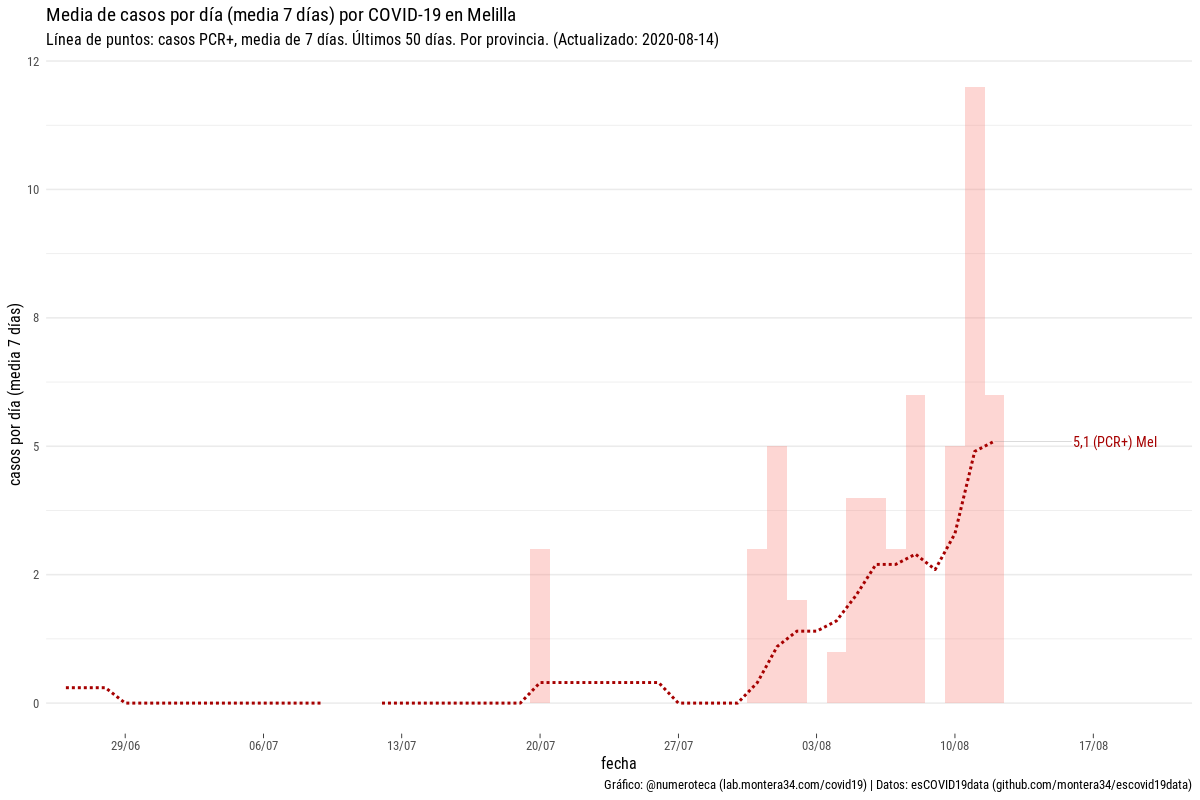 Media de casos por día (media 7 días) por COVID-19 en Melilla
Línea de puntos: casos PCR+, media de 7 días. Últimos 50 días. Por provincia. (Actualizado: 2020-08-14)
casos por día (media 7 días)
12
10
8
5
2
0
5,1 (PCR+) Mel
29/06
06/07
13/07
20/07
27/07
03/08
10/08
17/08
fecha
Gráfico: @numeroteca (lab.montera34.com/covid19) | Datos: esCOVID19data (github.com/montera34/escovid19data)